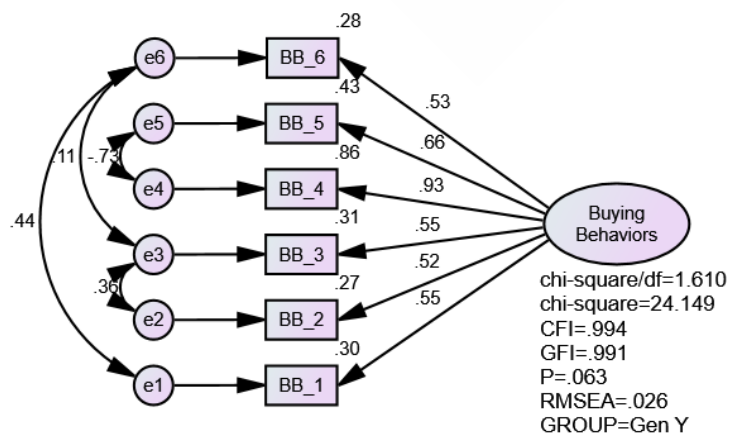 .28
e6 BB_6
.43 .53
e5 BB_5 .66
.11 -.73 .86
e4 BB_4 .93
.44 .31
e3 BB_3 .55
.36 .27 .52
e2 BB_2 .55
.30
e1 BB_1
Buying
Behaviors
chi-square/df=1.610
chi-square=24.149
CFI=.994
GFI=.991
P=.063
RMSEA=.026
GROUP=Gen Y